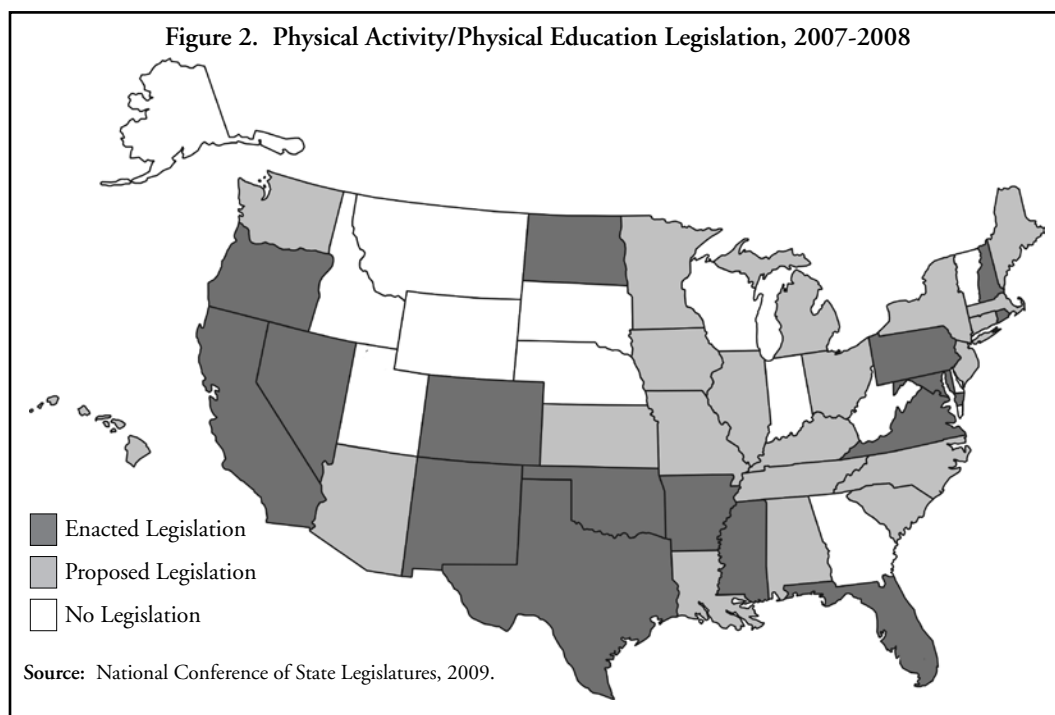 Figure 2. Physical Activity/Physical Education Legislation, 2007-2008
Enacted Legislation
Proposed Legislation
No Legislation
Source: National Conference of State Legislatures, 2009.